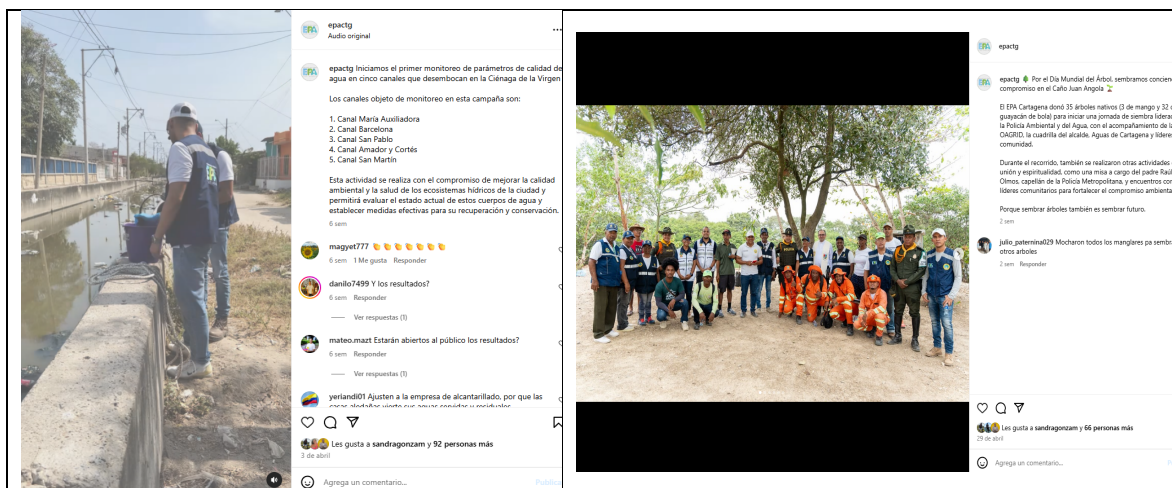 epactg
Audio original
epactg Iniciamos el primer monitoreo de parámetros de calidad de
agua en cinco canales que desembocan en la Ciénaga de la Virgen
Los canales objeto de monitoreo en esta campaña son:
1. Canal María Auxiliadora
2. Canal Barcelona
3. Canal San Pablo
4. Canal Amador y Cortés
5. Canal San Martín
Esta actividad se realiza con el compromiso de mejorar la calidad
ambiental y la salud de los ecosistemas hídricos de la ciudad y
permitirá evaluar el estado actual de estos cuerpos de agua y
establecer medidas efectivas para su recuperación y conservación.
6 sem
magyet777
6 sem 1 Me gusta Responder
danilo7499 Y los resultados?
6 sem Responder
Ver respuestas (1)
mateo.mazt Estarán abiertos al público los resultados?
6 sem Responder
Ver respuestas (1)
yeriandi01 Ajusten a la empresa de alcantarillado, por que las
casas aledañas vierte sus aguas servidas y residuales
Les gusta a sandragonzam y 92 personas más
3 de abril
Agrega un comentario...
Publica
epactg
epactg Por el Día Mundial del Árbol, sembramos
compromiso en el Caño Juan Angola
El EPA Cartagena donó 35 árboles nativos (3 de mango y 32
guayacán de bola) para iniciar una jornada de siembra
la Policía Ambiental y del Agua, con el acompañamiento de
OAGRD, la cuadrilla del alcalde, Aguas de Cartagena y
comunidad.
Durante el recorrido, también se realizaron otras actividades
unión y espiritualidad, como una misa a cargo del padre Raúl
Olmos, capellán de la Policía Metropolitana, y encuentros
líderes comunitarios para fortalecer el compromiso
Porque sembrar árboles también es sembrar futuro.
2 sem
julio_paternina029 Mocharon todos los manglares pa
otros arboles
2 sem Responder
Les gusta a sandragonzam y 66 personas más
29 de abril
Agrega un comentario...